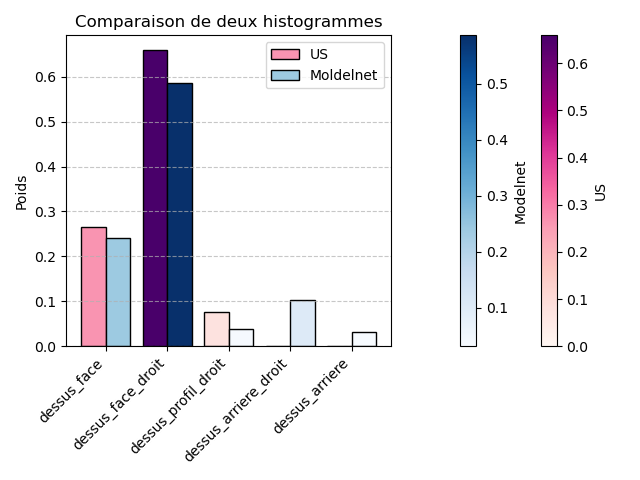 Comparaison de deux histogrammes
US
Moldelnet
Poids
0.6
0.5
0.4
0.3
0.2
0.1
0.0
dessus_face
dessus_face_droit
dessus_profil_droit
dessus_arriere_droit
dessus_arriere
0.5
0.4
0.3
0.2
0.1
Modelnet
0.6
0.5
0.4
0.3
0.2
0.1
0.0
US